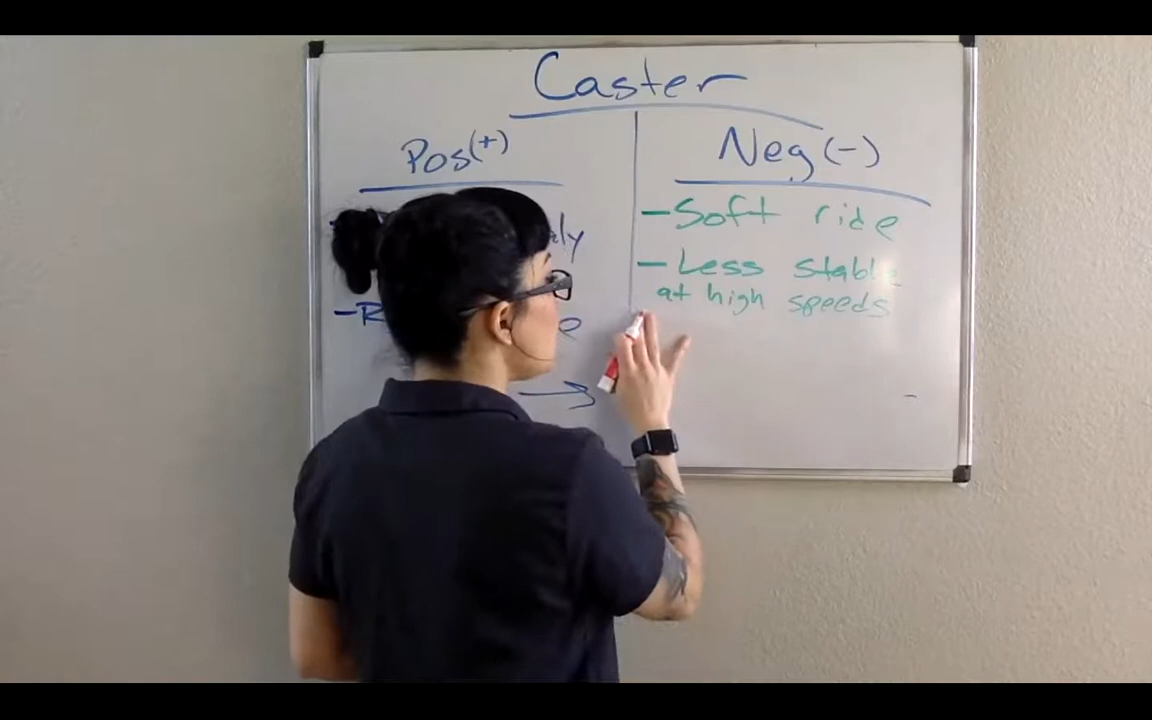 Caster
Pos(+)
Neg (-)
-Soft ride
-Less stable
at high speeds